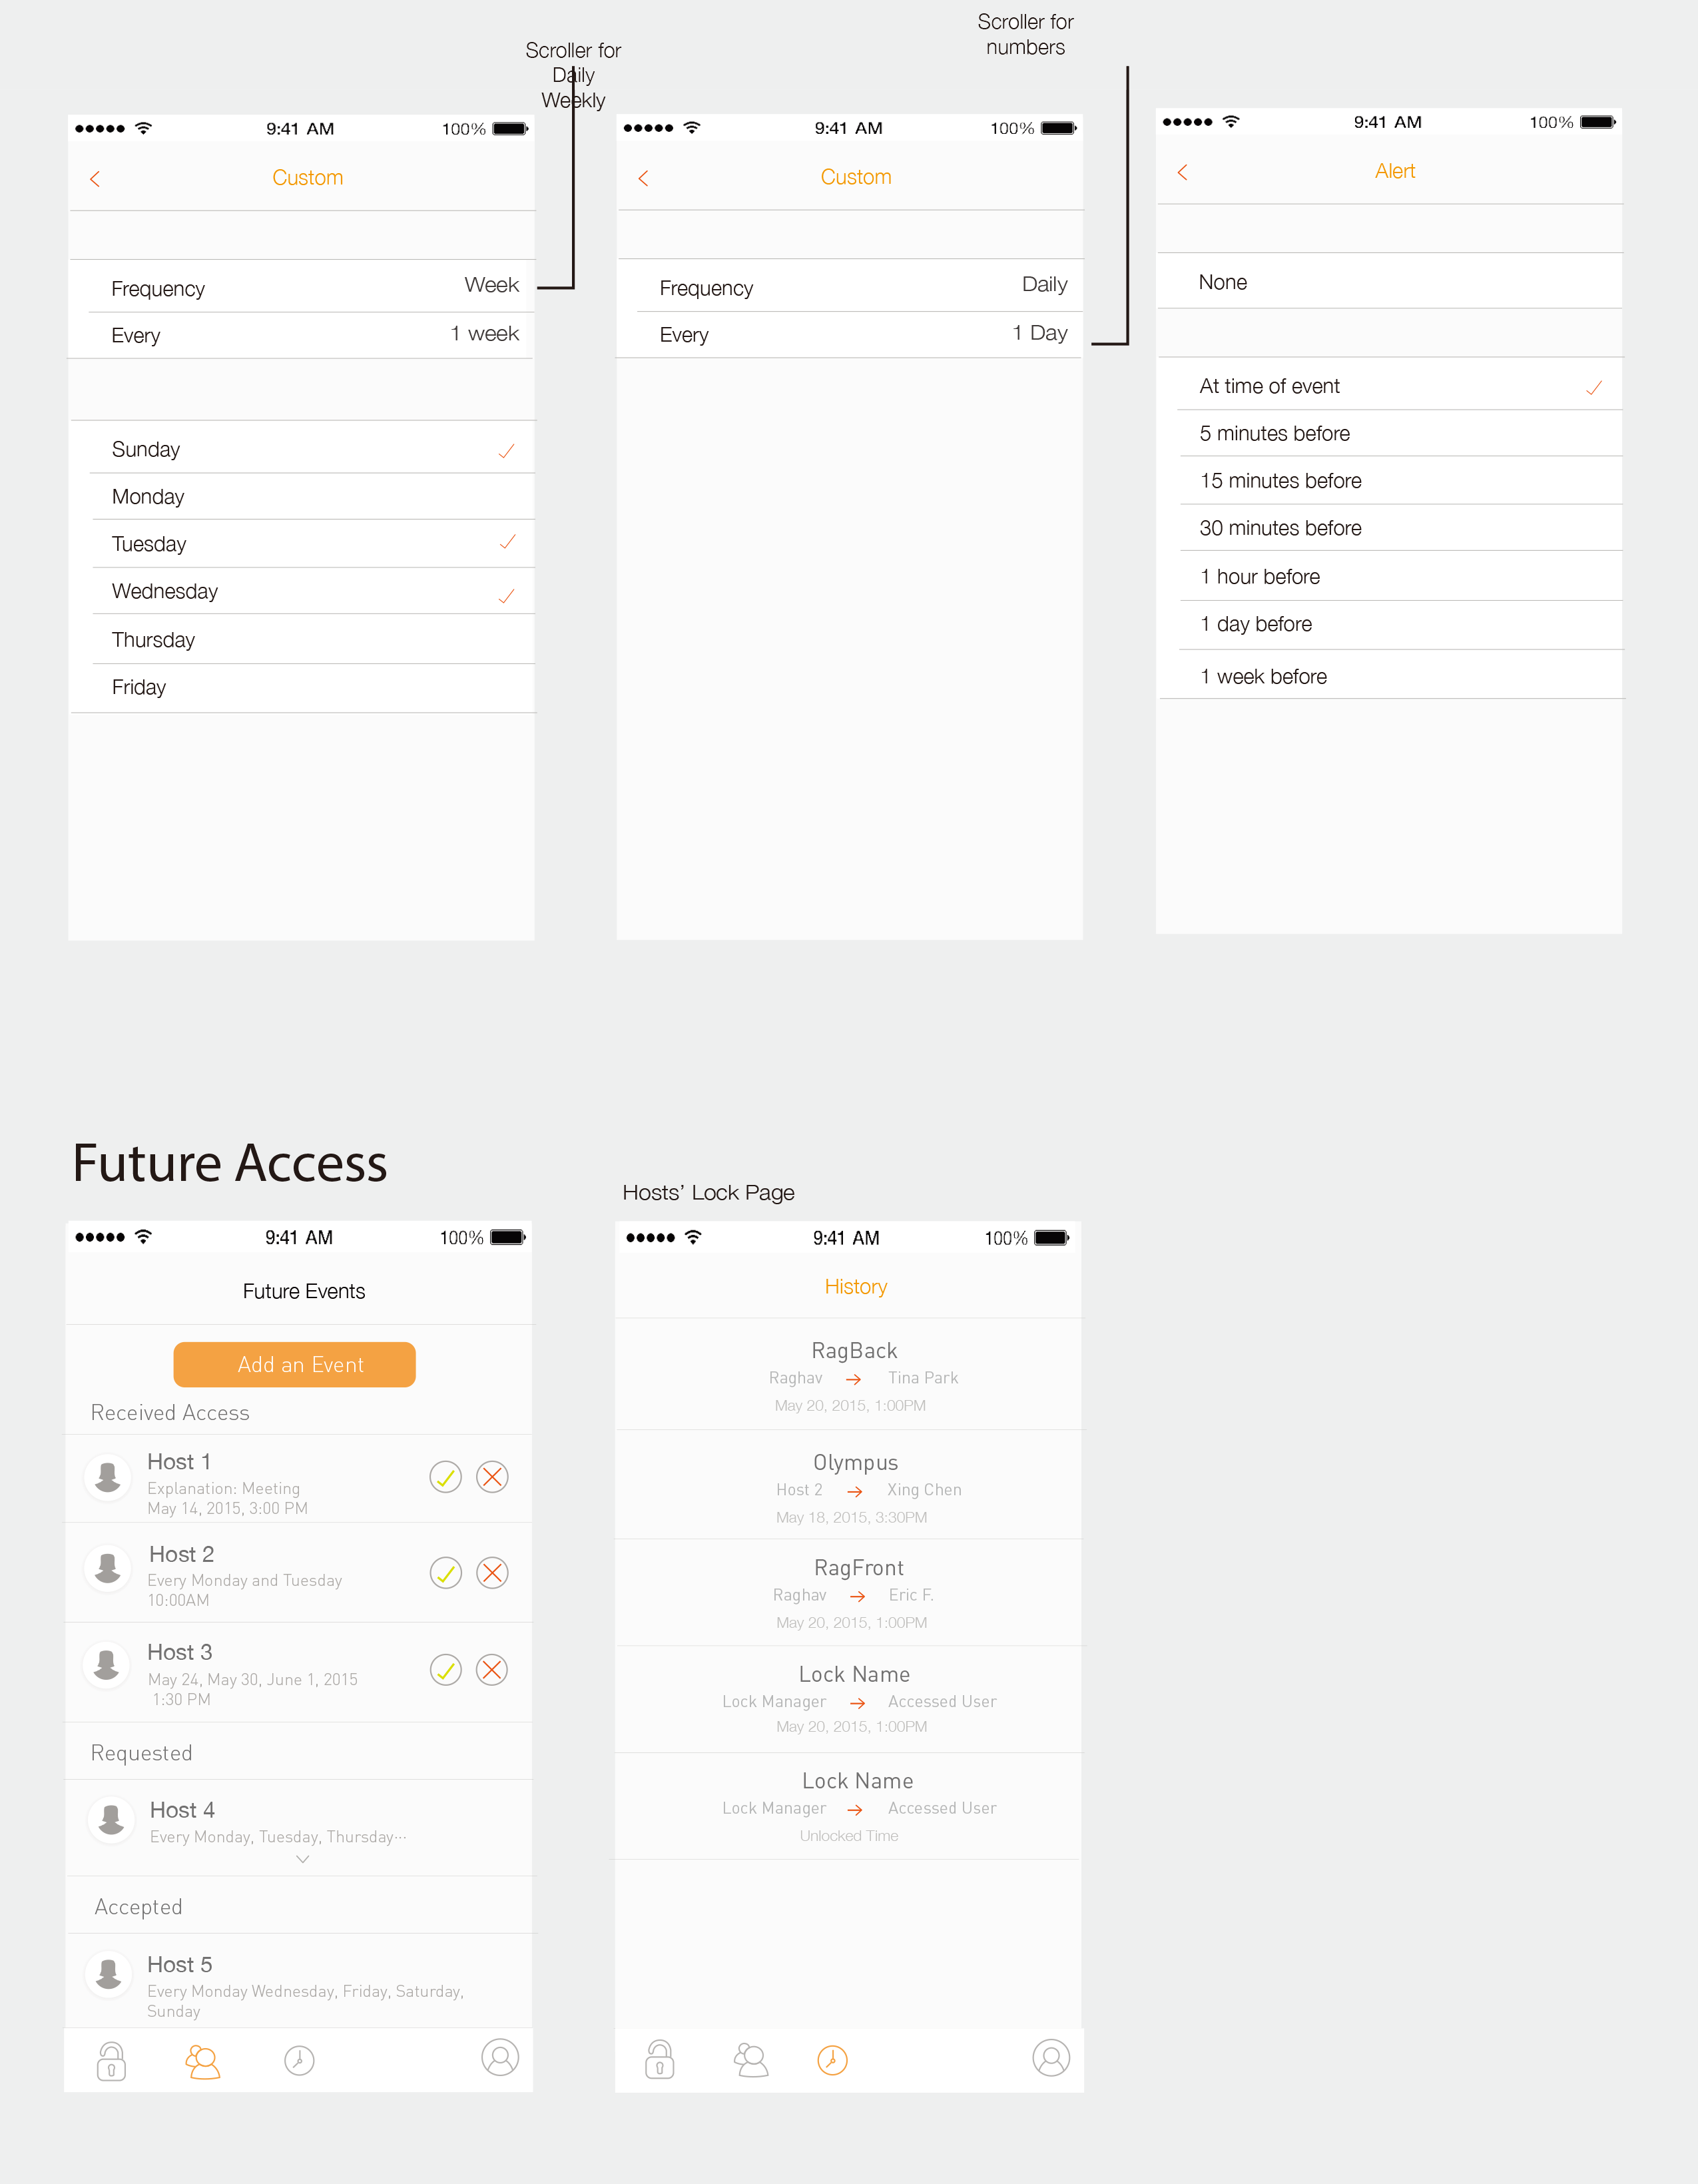 Scroller for
Daily
Weekly
Scroller for
numbers
9:41 AM 100%
Custom
Frequency Week
Every 1 week
Sunday
Monday
Tuesday
Wednesday
Thursday
Friday
9:41 AM 100%
Custom
Frequency Daily
Every 1 Day
9:41 AM 100%
Alert
None
At time of event
5 minutes before
15 minutes before
30 minutes before
1 hour before
1 day before
1 week before
Future Access
9:41 AM 100%
Future Events
Add an Event
Received Access
Host 1
Explanation: Meeting
May 14, 2015, 3:00 PM
Host 2
Every Monday and Tuesday
10:00AM
Host 3
May 24, May 30, June 1, 2015
1:30 PM
Requested
Host 4
Every Monday, Tuesday, Thursday···
Accepted
Host 5
Every Monday Wednesday, Friday, Saturday,
Sunday
Hosts’ Lock Page
9:41 AM 100%
History
RagBack
Raghav → Tina Park
May 20, 2015, 1:00PM
Olympus
Host 2 → Xing Chen
May 18, 2015, 3:30PM
RagFront
Raghav → Eric F.
May 20, 2015, 1:00PM
Lock Name
Lock Manager → Accessed User
May 20, 2015, 1:00PM
Lock Name
Lock Manager → Accessed User
Unlocked Time